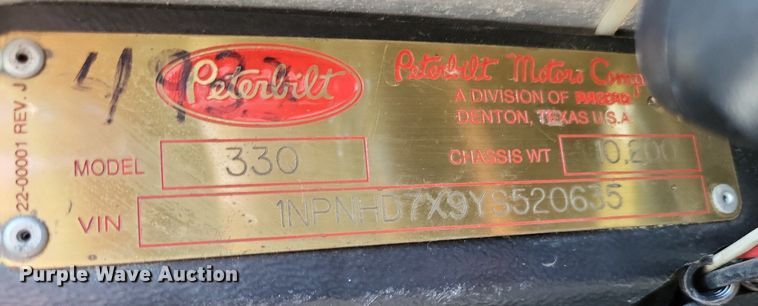 22-00001 REV. J
Peterbilt
Peterbilt Motors
A DIVISION OF PACCAR
DENTON, TEXAS U.S.A
MODEL 330 CHASSIS WT 10,200
VIN 1NPNHD7X9YS520635
Purple Wave Auction